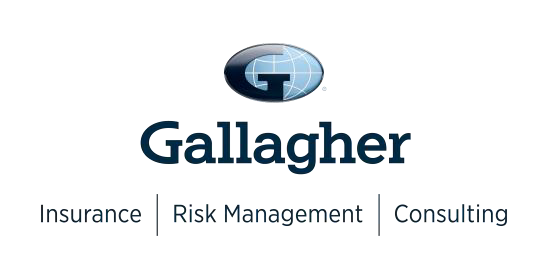 G
Gallagher
Insurance | Risk Management | Consulting